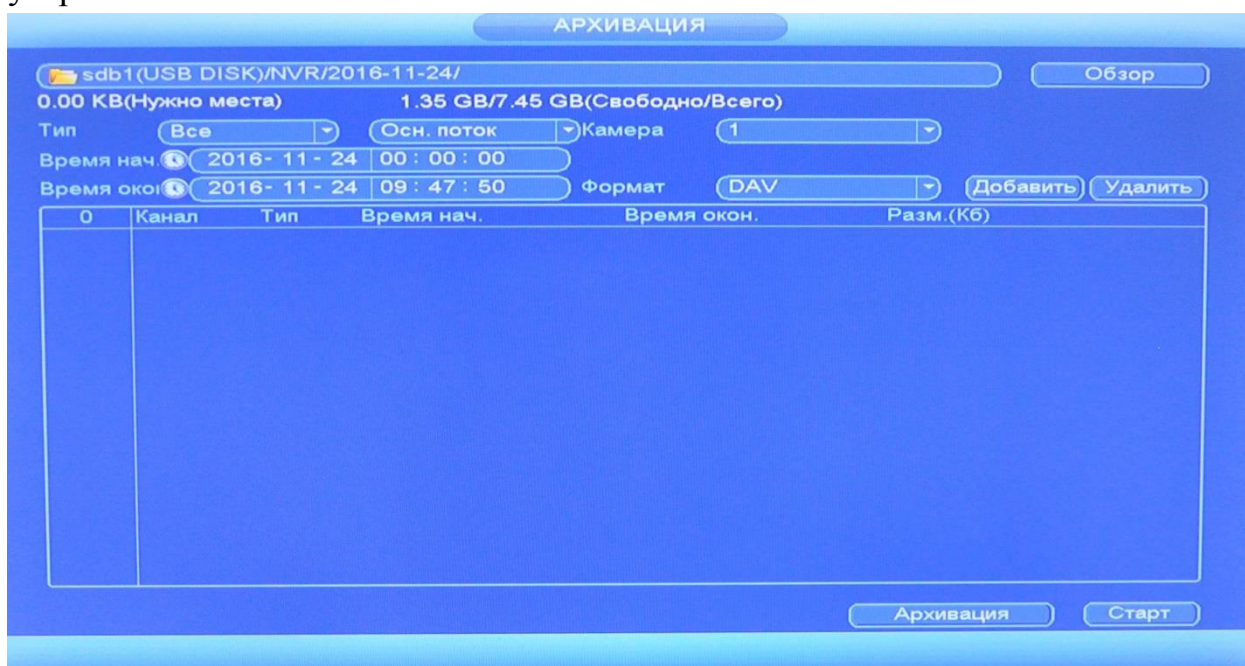 АРХИВАЦИЯ
sdb1(USB DISK)/NVR/2016-11-24/ Обзор
0.00 KB(Нужно места) 1.35 GB/7.45 GB(Свободно/Всего)
Тип Все Осн. поток Камера 1
Время нач. 2016- 11- 24 00 : 00 : 00
Время окон 2016- 11- 24 09 : 47 : 50 Формат DAV Добавить Удалить
0 Канал Тип Время нач. Время окон. Разм.(Кб)
Архивация Старт